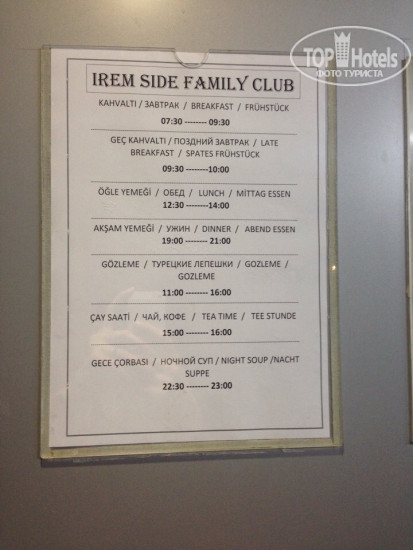 TOP Hotels
ФОТО ТУРИСТА
IREM SIDE FAMILY CLUB
KAHVALTI / ЗАВТРАК / BREAKFAST / FRÜHSTÜCK
07:30 -------- 09:30
GEÇ KAHVALTI / ПОЗДНИЙ ЗАВТРАК / LATE
BREAKFAST / SPATES FRÜHSTÜCK
09:30 --------10:00
ÖĞLE YEMEĞİ / ОБЕД / LUNCH / MİTTAG ESSEN
12:30 --------14:00
AKŞAM YEMEĞİ / УЖИН / DINNER / ABEND ESSEN
19:00 -------- 21:00
GÖZLEME / ТУРЕЦКИЕ ЛЕПЕШКИ / GOZLEME /
GOZLEME
11:00 -------- 16:00
ÇAY SAATİ / ЧАЙ, КОФЕ / TEA TIME / TEE STUNDE
15:00 -------- 16:00
GECE ÇORBASI / НОЧНОЙ СУП / NIGHT SOUP /NACHT
SUPPE
22:30 -------- 23:00